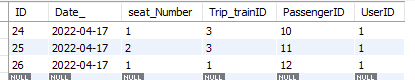 ID Date_ seat_Number Trip_trainID PassengerID UserID
24 2022-04-17 1 3 10 1
25 2022-04-17 2 3 11 1
26 2022-04-17 1 1 12 1
NULL NULL NULL NULL NULL NULL